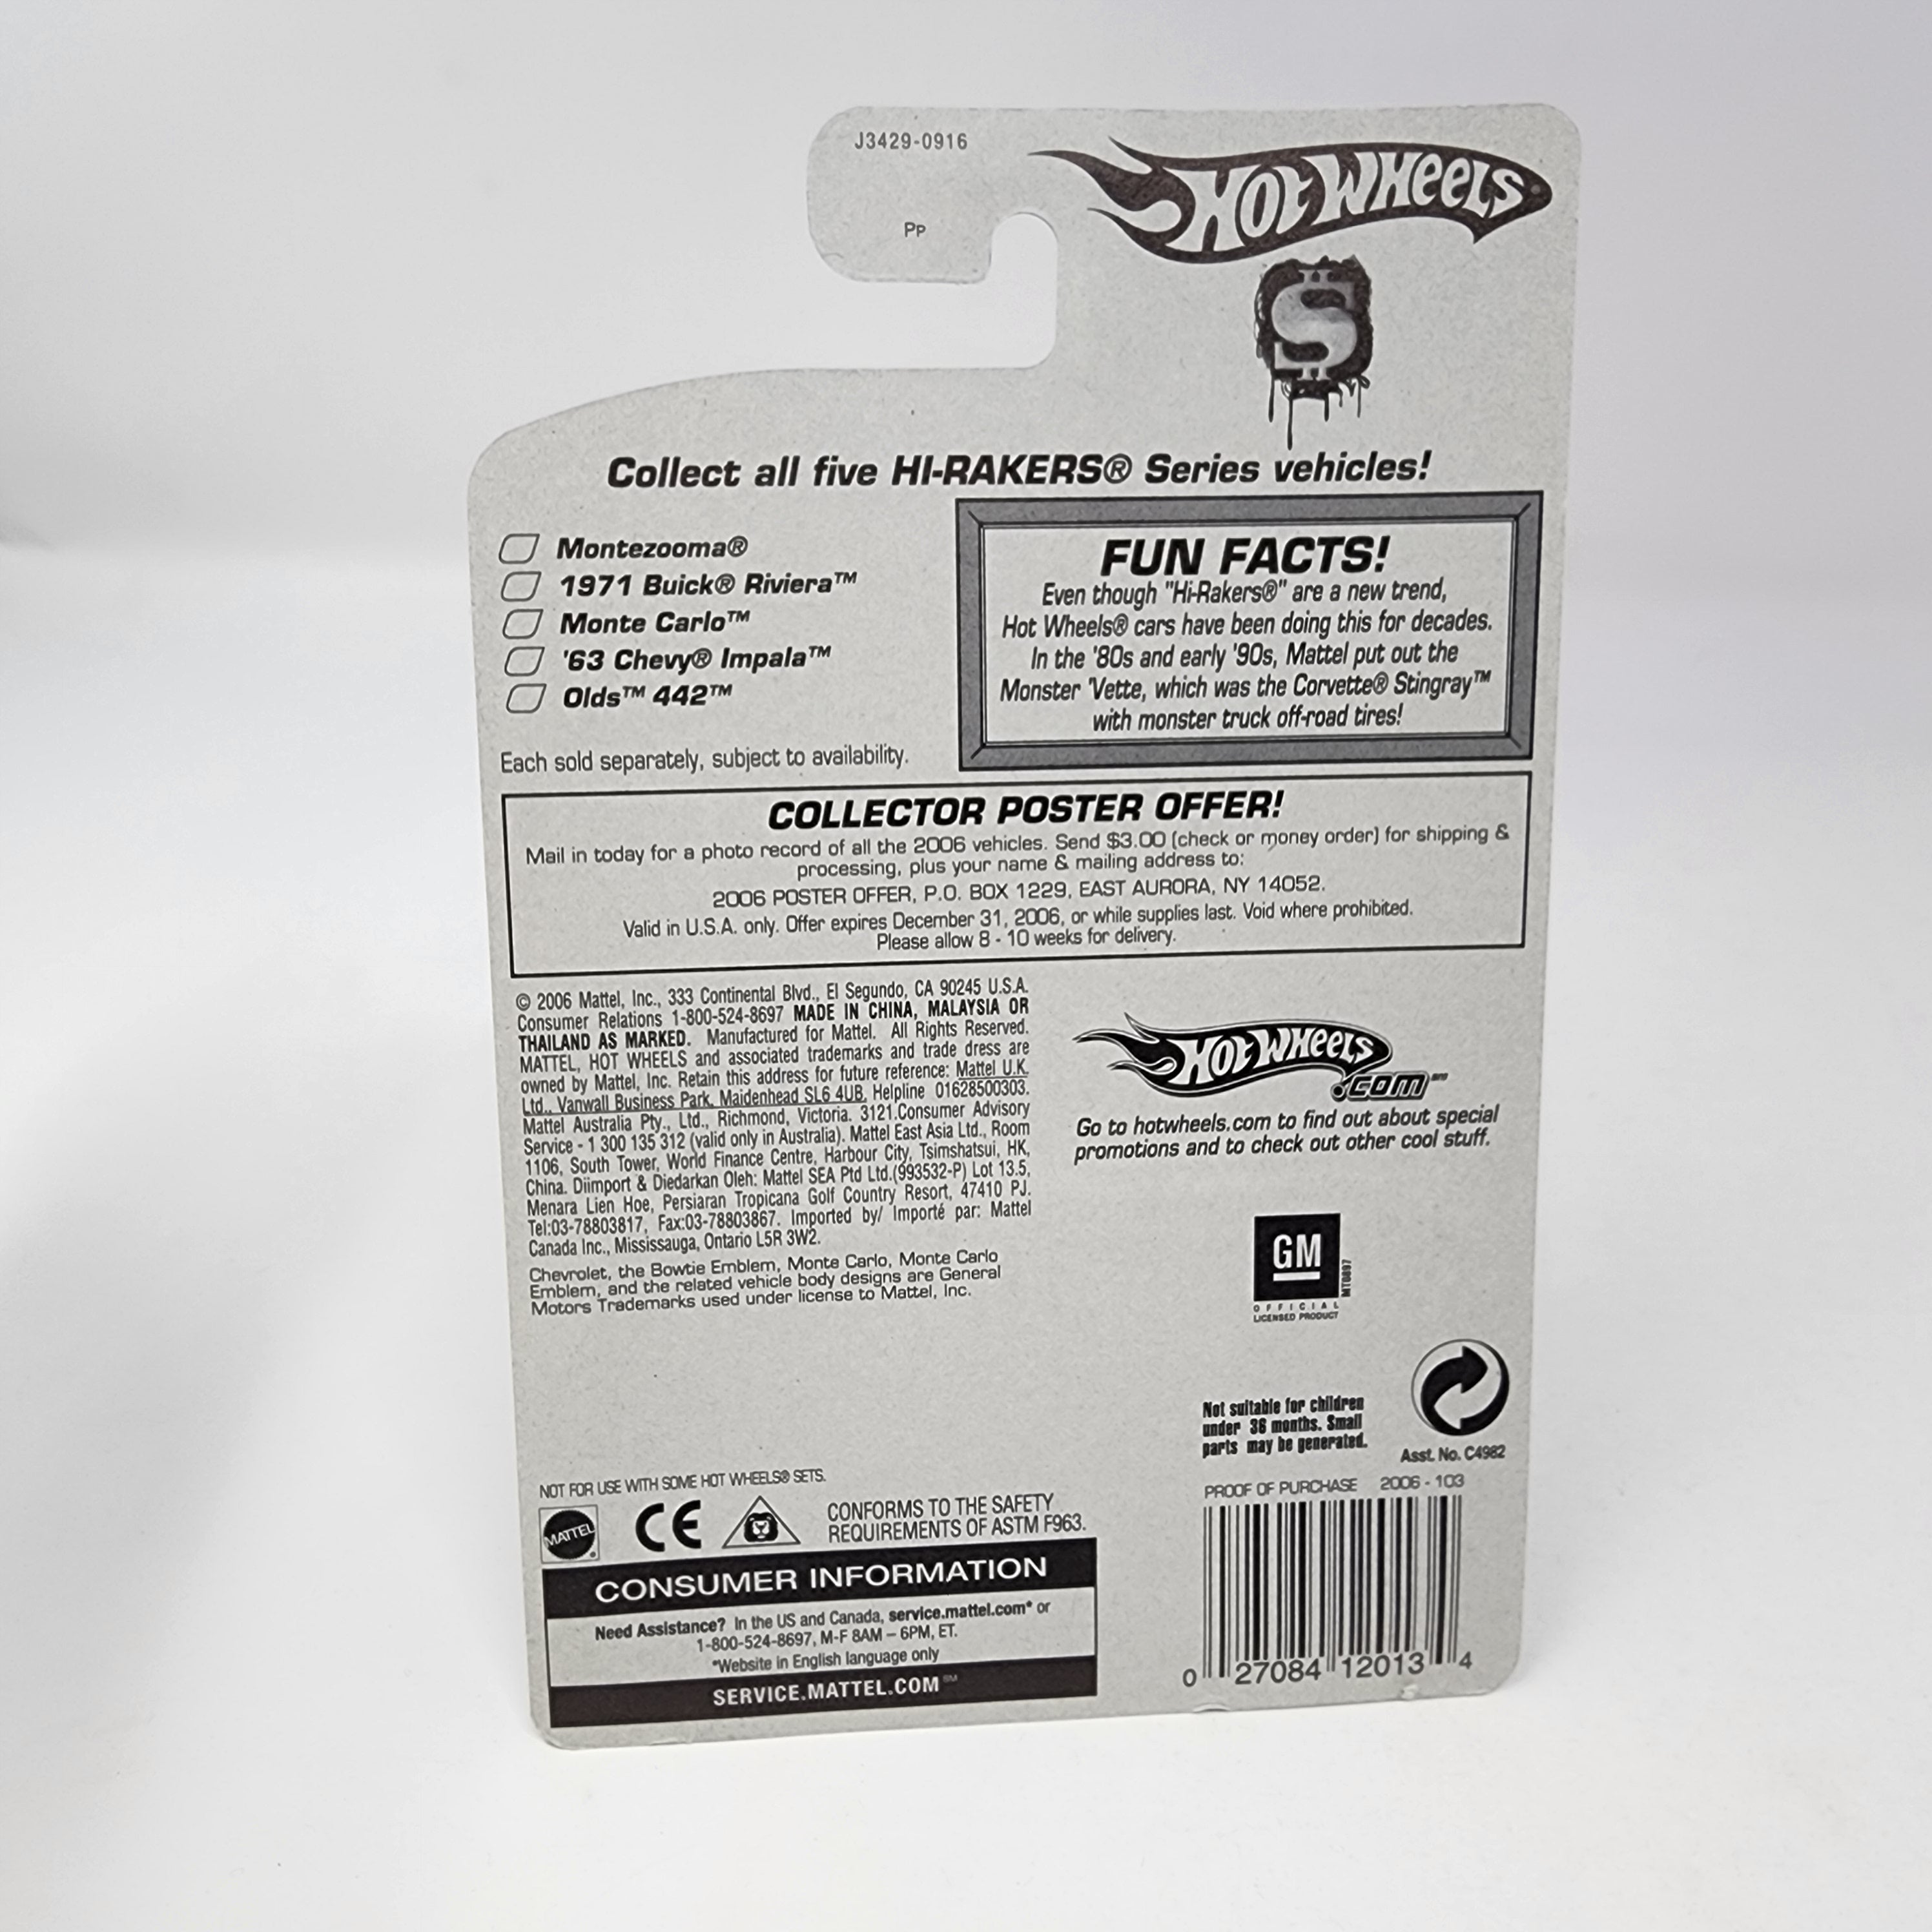 J3429-0916
Pp
HOT WHEELS
$
Collect all five HI-RAKERS® Series vehicles!
Montezooma®
1971 Buick® Riviera™
Monte Carlo™
'63 Chevy® Impala™
Olds™ 442™
Each sold separately, subject to availability.
FUN FACTS!
Even though "Hi-Rakers®" are a new trend,
Hot Wheels® cars have been doing this for decades.
In the '80s and early '90s, Mattel put out the
Monster 'Vette, which was the Corvette® Stingray™
with monster truck off-road tires!
COLLECTOR POSTER OFFER!
Mail in today for a photo record of all the 2006 vehicles. Send $3.00 (check or money order) for shipping &
processing, plus your name & mailing address to:
2006 POSTER OFFER, P.O. BOX 1229, EAST AURORA, NY 14052.
Valid in U.S.A. only. Offer expires December 31, 2006, or while supplies last. Void where prohibited.
Please allow 8 - 10 weeks for delivery.
© 2006 Mattel, Inc., 333 Continental Blvd., El Segundo, CA 90245 U.S.A.
Consumer Relations 1-800-524-8697 MADE IN CHINA, MALAYSIA OR
THAILAND AS MARKED. Manufactured for Mattel. All Rights Reserved.
MATTEL, HOT WHEELS and associated trademarks and trade dress are
owned by Mattel, Inc. Retain this address for future reference: Mattel U.K.
Ltd., Vanwall Business Park, Maidenhead SL6 4UB. Helpline 01628500303.
Mattel Australia Pty., Ltd., Richmond, Victoria. 3121.Consumer Advisory
Service - 1 300 135 312 (valid only in Australia). Mattel East Asia Ltd., Room
1106, South Tower, World Finance Centre, Harbour City, Tsimshatsui, HK,
China. Diimport & Diedarkan Oleh: Mattel SEA Ptd Ltd.(993532-P) Lot 13.5,
Menara Lien Hoe, Persiaran Tropicana Golf Country Resort, 47410 PJ.
Tel:03-78803817, Fax:03-78803867. Imported by/ Importé par: Mattel
Canada Inc., Mississauga, Ontario L5R 3W2.
Chevrolet, the Bowtie Emblem, Monte Carlo, Monte Carlo
Emblem, and the related vehicle body designs are General
Motors Trademarks used under license to Mattel, Inc.
HOT WHEELS
.COM
Go to hotwheels.com to find out about special
promotions and to check out other cool stuff.
GM
MT0897
OFFICIAL
LICENSED PRODUCT
Not suitable for children
under 36 months. Small
parts may be generated.
Asst. No. C4982
PROOF OF PURCHASE 2006 - 103
0 27084 12013 4
NOT FOR USE WITH SOME HOT WHEELS® SETS.
MATTEL
CE
CONFORMS TO THE SAFETY
REQUIREMENTS OF ASTM F963.
CONSUMER INFORMATION
Need Assistance? In the US and Canada, service.mattel.com* or
1-800-524-8697, M-F 8AM – 6PM, ET.
*Website in English language only
SERVICE.MATTEL.COM℠